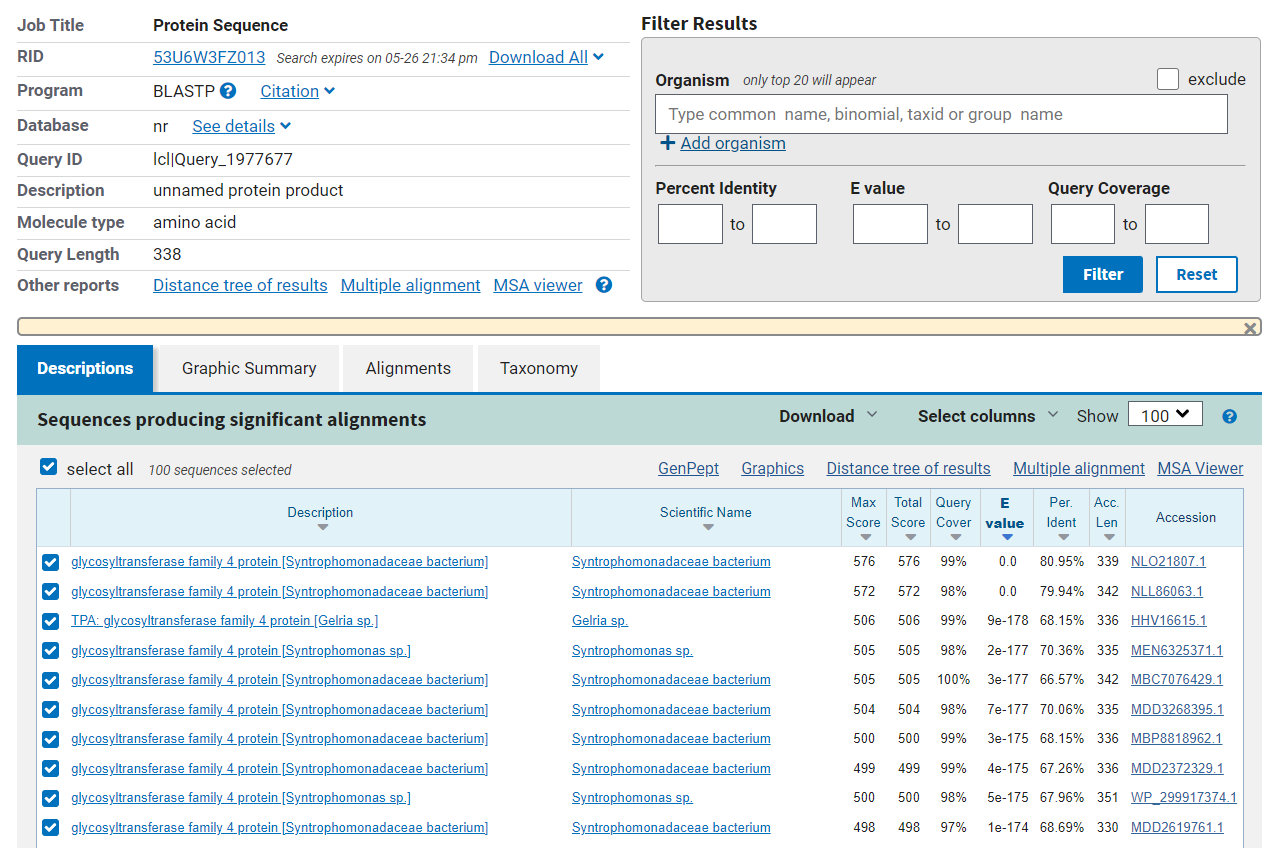 Job Title Protein Sequence
RID 53U6W3FZ013 Search expires on 05-26 21:34 pm Download All
Program BLASTP ? Citation
Database nr See details
Query ID lcl|Query_1977677
Description unnamed protein product
Molecule type amino acid
Query Length 338
Other reports Distance tree of results Multiple alignment MSA viewer ?
Filter Results
Organism only top 20 will appear exclude
Type common name, binomial, taxid or group name
+ Add organism
Percent Identity E value Query Coverage
to to to
Filter Reset
Descriptions Graphic Summary Alignments Taxonomy
Sequences producing significant alignments Download Select columns Show 100 ?
select all 100 sequences selected GenPept Graphics Distance tree of results Multiple alignment MSA Viewer
Description Scientific Name Max Score Total Score Query Cover E value Per. Ident Acc. Len Accession
glycosyltransferase family 4 protein [Syntrophomonadaceae bacterium] Syntrophomonadaceae bacterium 576 576 99% 0.0 80.95% 339 NLO21807.1
glycosyltransferase family 4 protein [Syntrophomonadaceae bacterium] Syntrophomonadaceae bacterium 572 572 98% 0.0 79.94% 342 NLL86063.1
TPA: glycosyltransferase family 4 protein [Gelria sp.] Gelria sp. 506 506 99% 9e-178 68.15% 336 HHV16615.1
glycosyltransferase family 4 protein [Syntrophomonas sp.] Syntrophomonas sp. 505 505 98% 2e-177 70.36% 335 MEN6325371.1
glycosyltransferase family 4 protein [Syntrophomonadaceae bacterium] Syntrophomonadaceae bacterium 505 505 100% 3e-177 66.57% 342 MBC7076429.1
glycosyltransferase family 4 protein [Syntrophomonadaceae bacterium] Syntrophomonadaceae bacterium 504 504 98% 7e-177 70.06% 335 MDD3268395.1
glycosyltransferase family 4 protein [Syntrophomonadaceae bacterium] Syntrophomonadaceae bacterium 500 500 99% 3e-175 68.15% 336 MBP8818962.1
glycosyltransferase family 4 protein [Syntrophomonadaceae bacterium] Syntrophomonadaceae bacterium 499 499 99% 4e-175 67.26% 336 MDD2372329.1
glycosyltransferase family 4 protein [Syntrophomonas sp.] Syntrophomonas sp. 500 500 98% 5e-175 67.96% 351 WP_299917374.1
glycosyltransferase family 4 protein [Syntrophomonadaceae bacterium] Syntrophomonadaceae bacterium 498 498 97% 1e-174 68.69% 330 MDD2619761.1